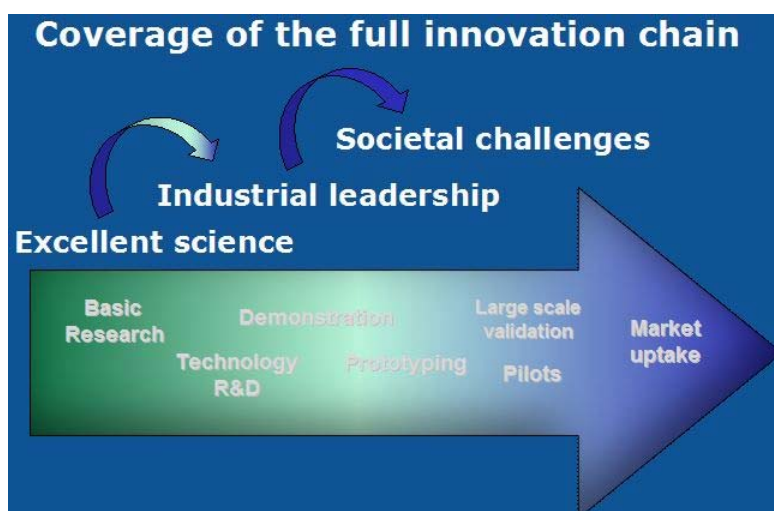 Coverage of the full innovation chain
Societal challenges
Industrial leadership
Excellent science
Basic
Research
Demonstration
Technology
R&D
Prototyping
Large scale
validation
Pilots
Market
uptake